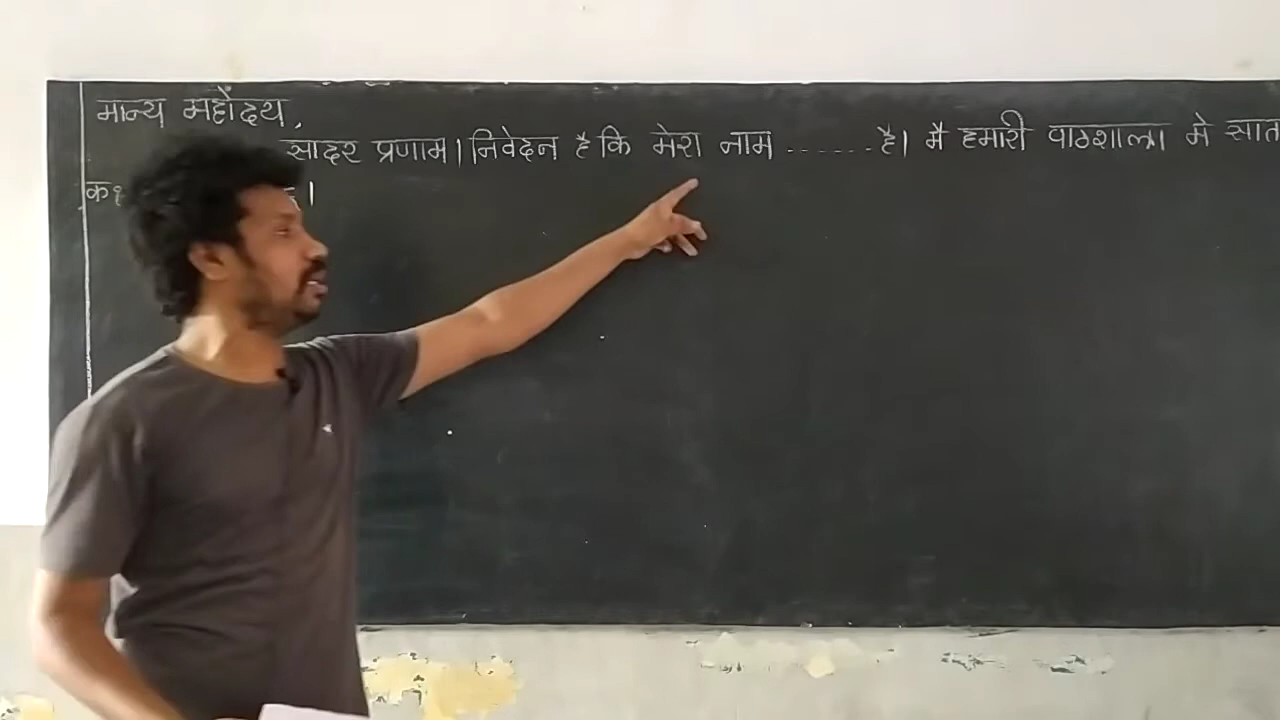 मान्य महोदय,
सादर प्रणाम। निवेदन है कि मेरा नाम ....... है। मै हमारी पाठशाला मे सात